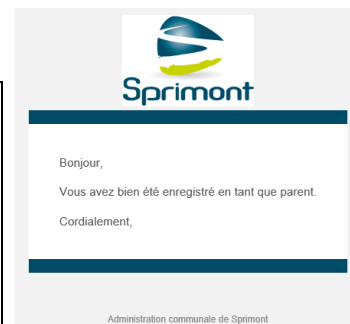 Sprimont
Bonjour,
Vous avez bien été enregistré en tant que parent.
Cordialement,
Administration communale de Sprimont